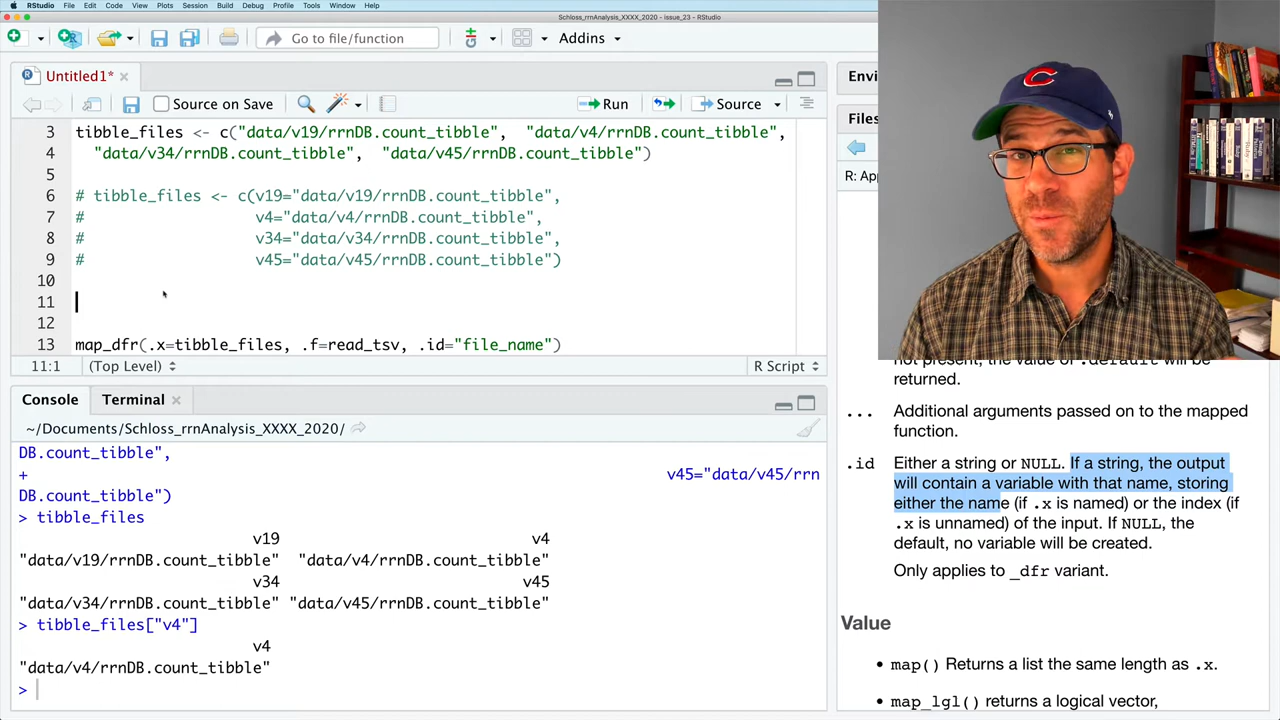 RStudio File Edit Code View Plots Session Build Debug Profile Tools Window Help
Schloss_rrnAnalysis_XXXX_2020 - issue_23 - RStudio
Go to file/function Addins
Untitled1* Envi
Source on Save Run Source Files
3 tibble_files <- c("data/v19/rrnDB.count_tibble", "data/v4/rrnDB.count_tibble",
4 "data/v34/rrnDB.count_tibble", "data/v45/rrnDB.count_tibble")
R: Ap
5
6 # tibble_files <- c(v19="data/v19/rrnDB.count_tibble",
7 # v4="data/v4/rrnDB.count_tibble",
8 # v34="data/v34/rrnDB.count_tibble",
9 # v45="data/v45/rrnDB.count_tibble")
10
11
12
13 map_dfr(.x=tibble_files, .f=read_tsv, .id="file_name")
11:1 (Top Level) R Script
Console Terminal
~/Documents/Schloss_rrnAnalysis_XXXX_2020/
DB.count_tibble",
+ v45="data/v45/rrn
DB.count_tibble")
> tibble_files
v19 v4
"data/v19/rrnDB.count_tibble" "data/v4/rrnDB.count_tibble"
v34 v45
"data/v34/rrnDB.count_tibble" "data/v45/rrnDB.count_tibble"
> tibble_files["v4"]
v4
"data/v4/rrnDB.count_tibble"
>
not present, the value of .default will be
returned.
... Additional arguments passed on to the mapped
function.
.id Either a string or NULL. If a string, the output
will contain a variable with that name, storing
either the name (if .x is named) or the index (if
.x is unnamed) of the input. If NULL, the
default, no variable will be created.
Only applies to _dfr variant.
Value
• map() Returns a list the same length as .x.
• map_lgl() returns a logical vector,
C